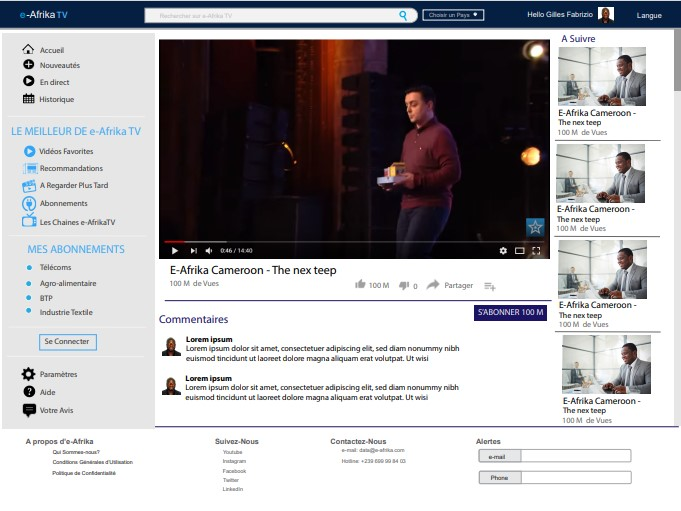 e-Afrika TV
Rechercher sur e-Afrika TV
Choisir un Pays
Hello Gilles Fabrizio
Langue
Accueil
Nouveautés
En direct
Historique
LE MEILLEUR DE e-Afrika TV
Vidéos Favorites
Recommandations
A Regarder Plus Tard
Abonnements
Les Chaines e-AfrikaTV
MES ABONNEMENTS
Télécoms
Agro-alimentaire
BTP
Industrie Textile
Se Connecter
Paramètres
Aide
Votre Avis
0:46 / 14:40
E-Afrika Cameroon - The nex teep
100 M de Vues
100 M
0
Partager
S'ABONNER 100 M
Commentaires
Lorem ipsum
Lorem ipsum dolor sit amet, consectetuer adipiscing elit, sed diam nonummy nibh
euismod tincidunt ut laoreet dolore magna aliquam erat volutpat. Ut wisi
Lorem ipsum
Lorem ipsum dolor sit amet, consectetuer adipiscing elit, sed diam nonummy nibh
euismod tincidunt ut laoreet dolore magna aliquam erat volutpat. Ut wisi
A Suivre
E-Afrika Cameroon -
The nex teep
100 M de Vues
E-Afrika Cameroon -
The nex teep
100 M de Vues
E-Afrika Cameroon -
The nex teep
100 M de Vues
E-Afrika Cameroon -
The nex teep
100 M de Vues
A propos d'e-Afrika
Qui Sommes-nous?
Conditions Générales d'Utilisation
Politique de Confidentialité
Suivez-Nous
Youtube
Instagram
Facebook
Twitter
LinkedIn
Contactez-Nous
e-mail: data@e-afrika.com
Hotline: +239 699 99 84 03
Alertes
e-mail
Phone